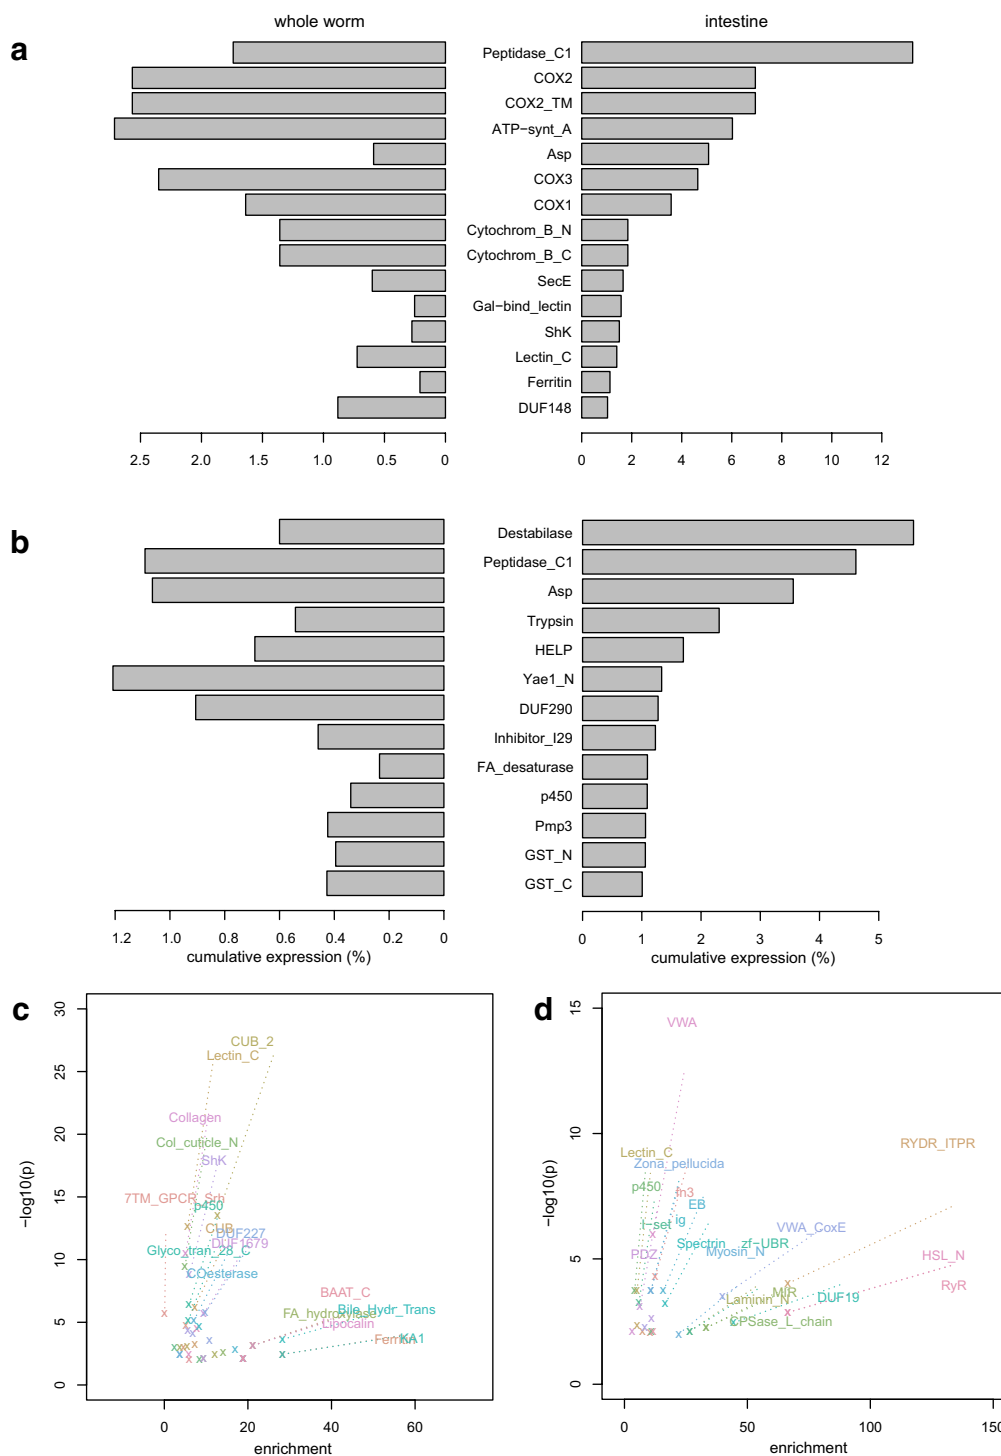 whole worm intestine
a
Peptidase_C1
COX2
COX2_TM
ATP−synt_A
Asp
COX3
COX1
Cytochrom_B_N
Cytochrom_B_C
SecE
Gal−bind_lectin
ShK
Lectin_C
Ferritin
DUF148
2.5 2.0 1.5 1.0 0.5 0 0 2 4 6 8 10 12
b
Destabilase
Peptidase_C1
Asp
Trypsin
HELP
Yae1_N
DUF290
Inhibitor_I29
FA_desaturase
p450
Pmp3
GST_N
GST_C
1.2 1.0 0.8 0.6 0.4 0.2 0 0 1 2 3 4 5
cumulative expression (%) cumulative expression (%)
c
−log10(p)
30
25
20
15
10
5
0
CUB_2
Lectin_C
Collagen
Col_cuticle_N
ShK
7TM_GPCR_Srh
p450
CUB
DUF227
DUF1679
Glyco_tran_28_C
COesterase
BAAT_C
Bile_Hydr_Trans
FA_hydroxylase
Lipocalin
Ferritin
KA1
0 20 40 60
enrichment
d
−log10(p)
15
10
5
0
VWA
RYDR_ITPR
Lectin_C
Zona_pellucida
p450
fn3
EB
I−set
ig
VWA_CoxE
Spectrin
zf−UBR
PDZ
Myosin_N
HSL_N
RyR
MIR
DUF19
Laminin_N
CPSase_L_chain
0 50 100 150
enrichment